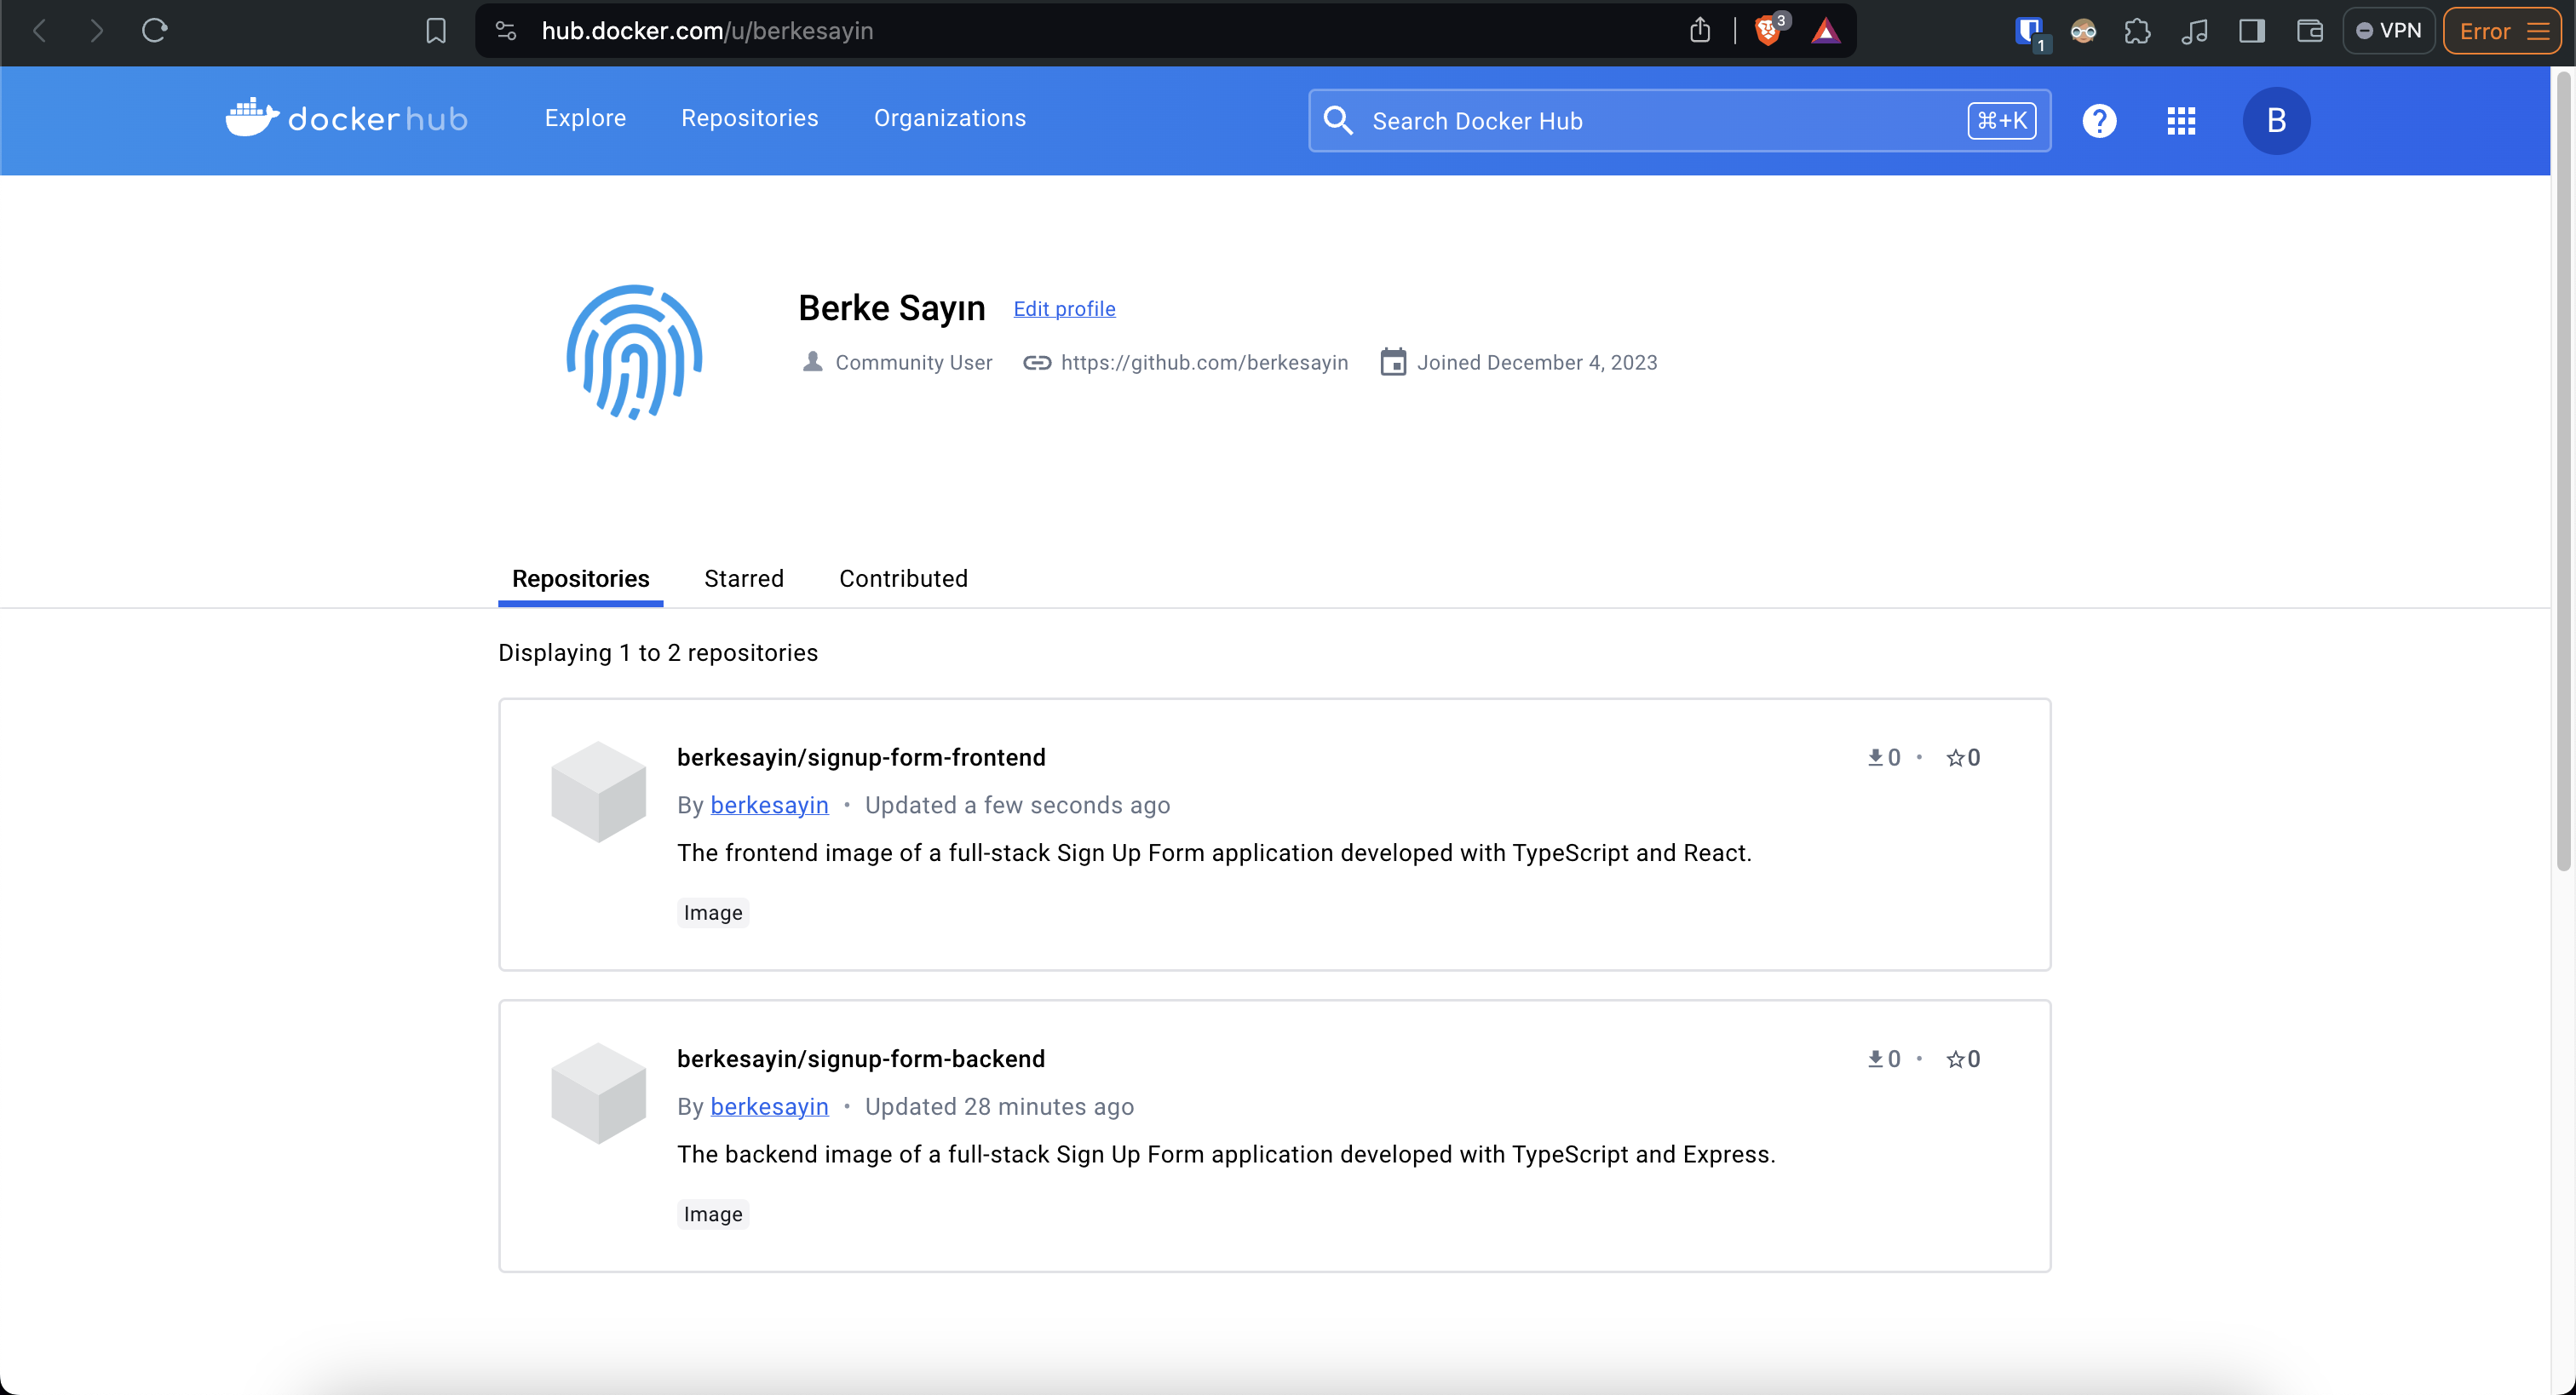 hub.docker.com/u/berkesayin 3 1 VPN Error
dockerhub Explore Repositories Organizations Search Docker Hub ⌘+K ? B
Berke Sayın Edit profile
Community User https://github.com/berkesayin Joined December 4, 2023
Repositories Starred Contributed
Displaying 1 to 2 repositories
berkesayin/signup-form-frontend 0 • 0
By berkesayin • Updated a few seconds ago
The frontend image of a full-stack Sign Up Form application developed with TypeScript and React.
Image
berkesayin/signup-form-backend 0 • 0
By berkesayin • Updated 28 minutes ago
The backend image of a full-stack Sign Up Form application developed with TypeScript and Express.
Image